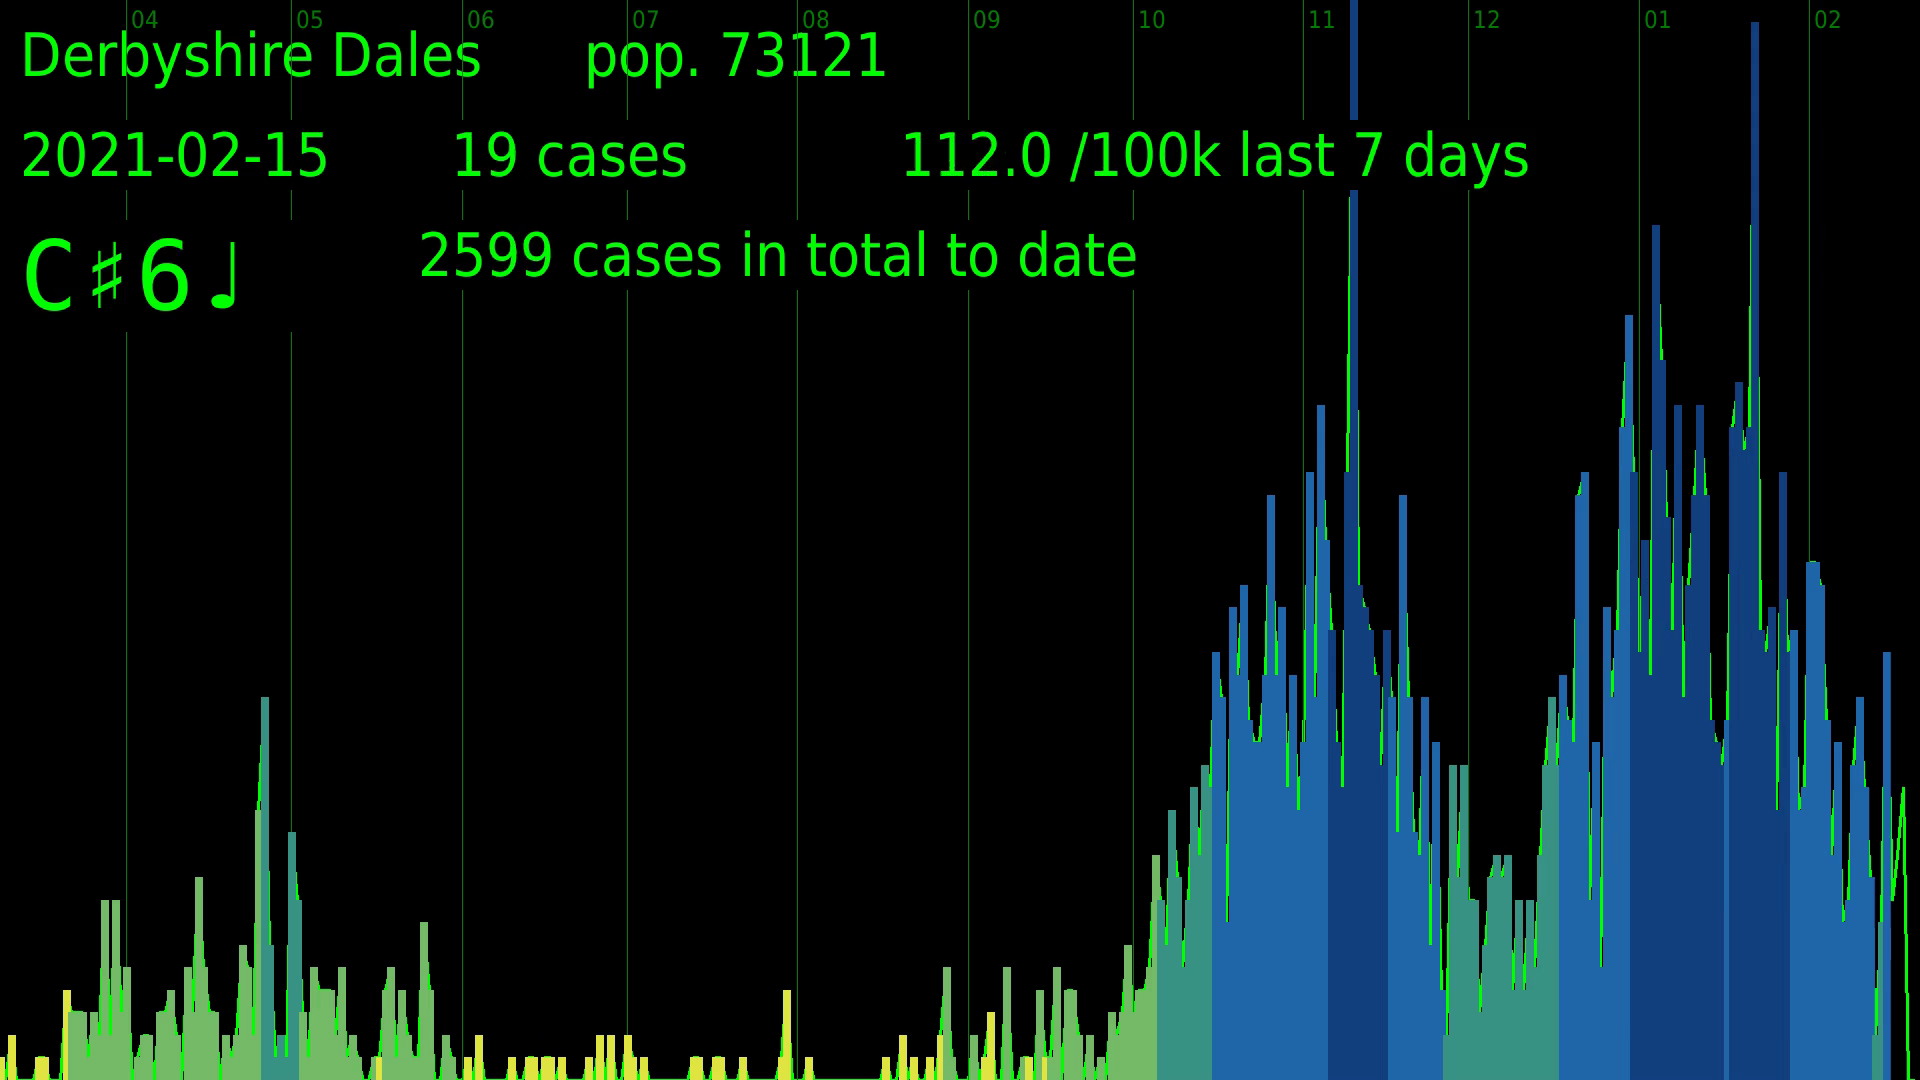 04 05 06 07 08 09 10 11 12 01 02
Derbyshire Dales pop. 73121
2021-02-15 19 cases 112.0 /100k last 7 days
C♯6♩ 2599 cases in total to date